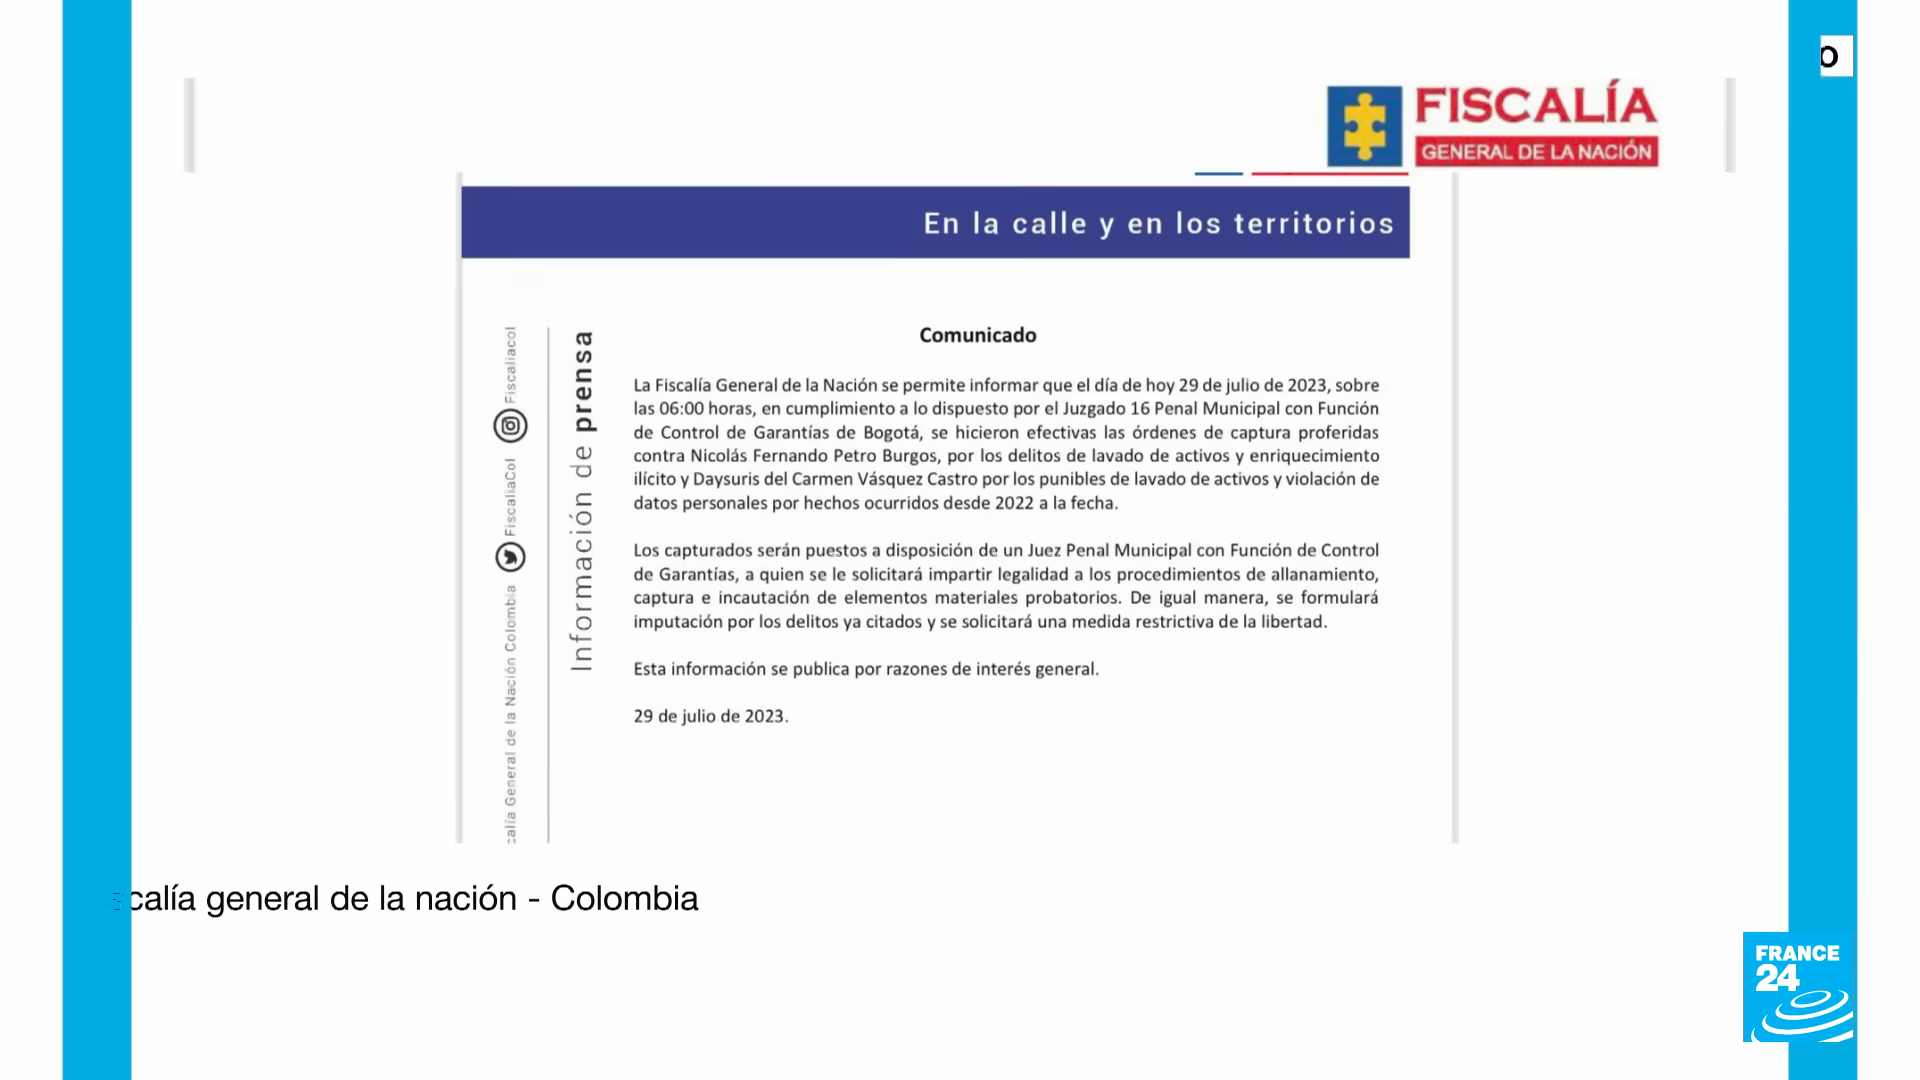 O
FISCALÍA
GENERAL DE LA NACIÓN
En la calle y en los territorios
Comunicado
La Fiscalía General de la Nación se permite informar que el día de hoy 29 de julio de 2023, sobre
las 06:00 horas, en cumplimiento a lo dispuesto por el Juzgado 16 Penal Municipal con Función
de Control de Garantías de Bogotá, se hicieron efectivas las órdenes de captura proferidas
contra Nicolás Fernando Petro Burgos, por los delitos de lavado de activos y enriquecimiento
ilícito y Daysuris del Carmen Vásquez Castro por los punibles de lavado de activos y violación de
datos personales por hechos ocurridos desde 2022 a la fecha.
Los capturados serán puestos a disposición de un Juez Penal Municipal con Función de Control
de Garantías, a quien se le solicitará impartir legalidad a los procedimientos de allanamiento,
captura e incautación de elementos materiales probatorios. De igual manera, se formulará
imputación por los delitos ya citados y se solicitará una medida restrictiva de la libertad.
Esta información se publica por razones de interés general.
29 de julio de 2023.
Información de prensa
calía General de la Nación Colombia FiscaliaCol Fiscaliacol
calía general de la nación - Colombia
FRANCE
24